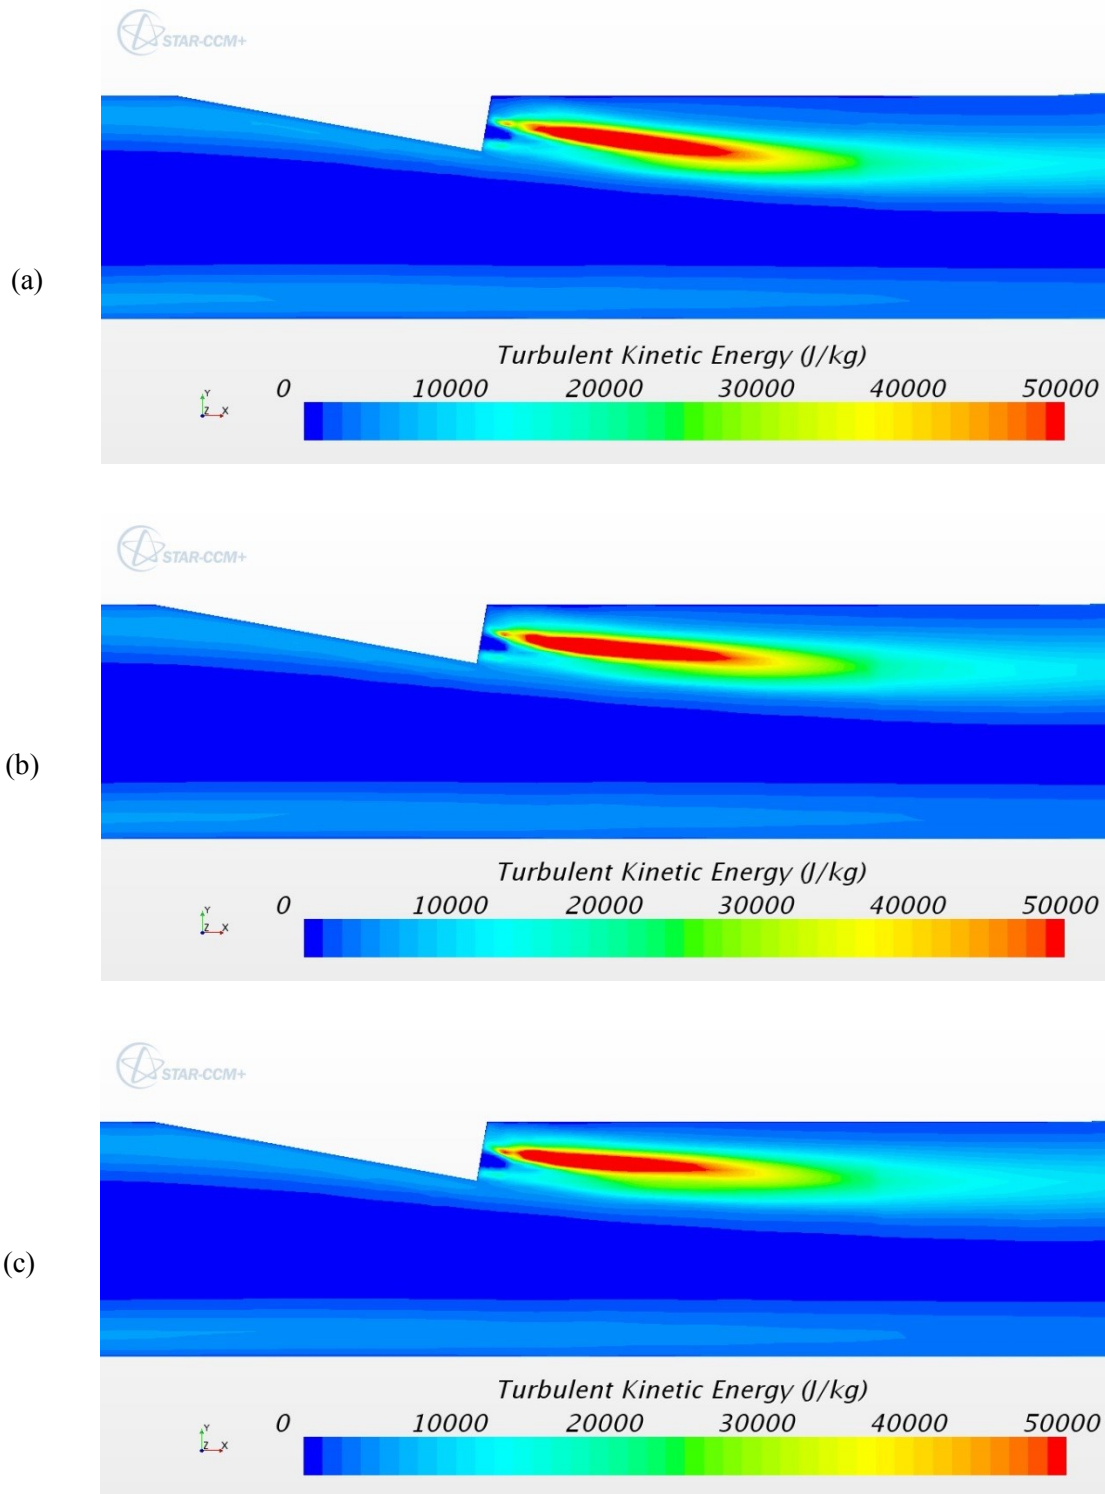 STAR-CCM+
(a)
Turbulent Kinetic Energy (J/kg)
0 10000 20000 30000 40000 50000
Y
Z X
STAR-CCM+
(b)
Turbulent Kinetic Energy (J/kg)
0 10000 20000 30000 40000 50000
Y
Z X
STAR-CCM+
(c)
Turbulent Kinetic Energy (J/kg)
0 10000 20000 30000 40000 50000
Y
Z X